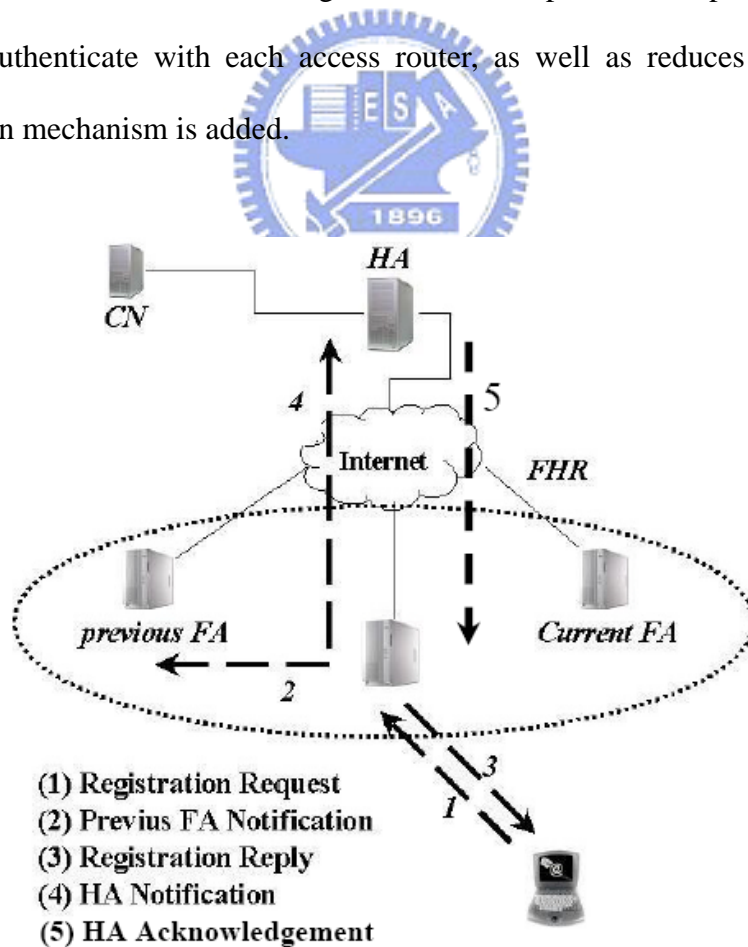 authenticate with each access router, as well as reduces
n mechanism is added.
E S A
1896
HA
CN
4
5
Internet
FHR
previous FA
Current FA
2
3
1
(1) Registration Request
(2) Previus FA Notification
(3) Registration Reply
(4) HA Notification
(5) HA Acknowledgement